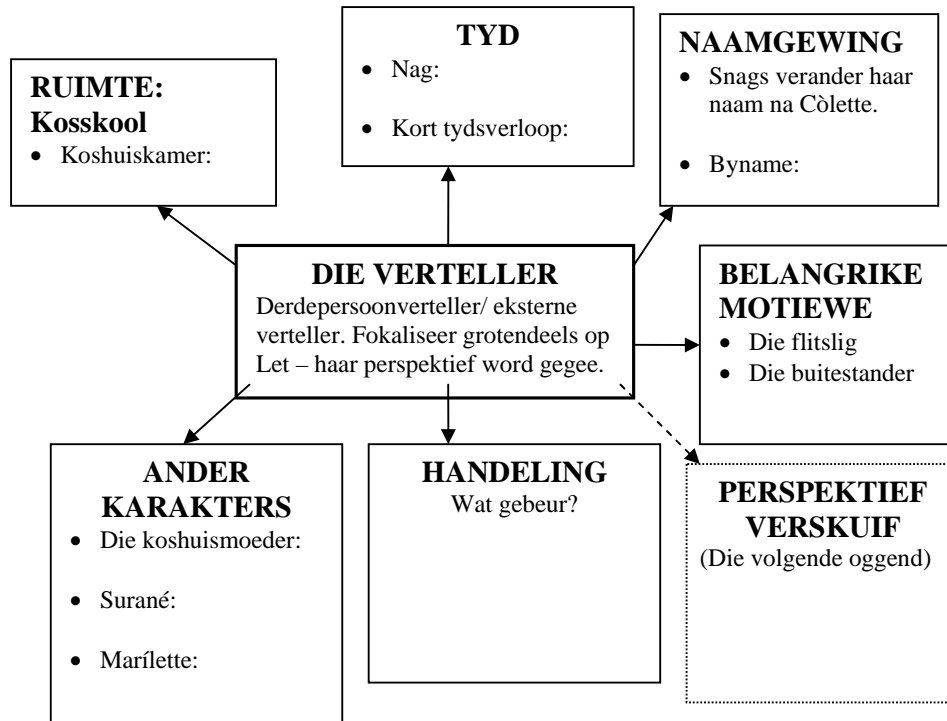 RUIMTE:
Kosskool
• Koshuiskamer:
TYD
• Nag:
• Kort tydsverloop:
NAAMGEWING
• Snags verander haar
naam na Còlette.
• Byname:
DIE VERTELLER
Derdepersoonverteller/ eksterne
verteller. Fokaliseer grotendeels op
Let – haar perspektief word gegee.
BELANGRIKE
MOTIEWE
• Die flitslig
• Die buitestander
ANDER
KARAKTERS
• Die koshuismoeder:
• Surané:
• Marílette:
HANDELING
Wat gebeur?
PERSPEKTIEF
VERSKUIF
(Die volgende oggend)